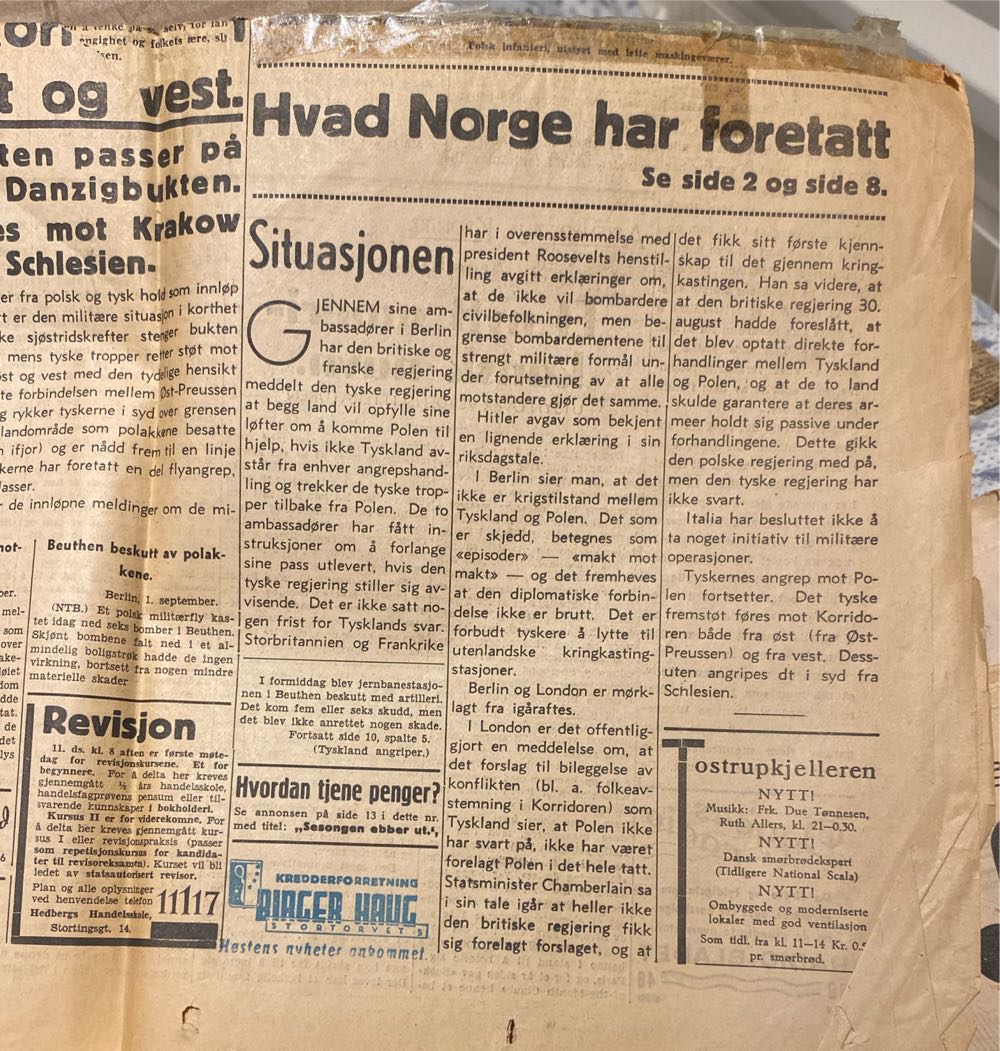 engighet og folkets ære, sli
Polsk infanteri, utstyrt med lette maskingeværer.
t og vest.
ten passer på
Danzigbukten.
es mot Krakow
Schlesien.
er fra polsk og tysk hold som innløp
t er den militære situasjon i korthet
ke sjøstridskrefter stenger bukten
mens tyske tropper retter støt mot
st og vest med den tydelige hensikt
te forbindelsen mellem Øst-Preussen
g rykker tyskerne i syd over grensen
landområde som polakkene besatte
n ifjor) og er nådd frem til en linje
kerne har foretatt en del flyangrep,
asser.
de innløpne meldinger om de mi-
Beuthen beskutt av polak-
kene.
Berlin, 1. september.
(NTB.) Et polsk militærfly kas-
tet idag ned seks bomber i Beuthen.
Skjønt bombene falt ned i et al-
mindelig boligstrøk hadde de ingen
virkning, bortsett fra nogen mindre
materielle skader
Revisjon
11. ds. kl. 8 aften er første møte-
dag for revisjonskursene. Et for
begynnere. For å delta her kreves
gjennemgått ½ års handelsskole,
handelsfagprøvens pensum eller til-
svarende kunnskaper i bokholderi.
Kursus II er for viderekomne. For
å delta her kreves gjennemgått kur-
sus I eller revisjonspraksis (passer
som repetisjonskursus for kandida-
ter til revisoreksamen). Kurset vil bli
ledet av statsautorisert revisor.
Plan og alle oplysninger
ved henvendelse telefon 11117
Hedbergs Handelsskole,
Stortingsgt. 14.
Hvad Norge har foretatt
Se side 2 og side 8.
Situasjonen
GJENNEM sine am-
bassadører i Berlin
har den britiske og
franske regjering
meddelt den tyske regjering
at begg land vil opfylle sine
løfter om å komme Polen til
hjelp, hvis ikke Tyskland av-
står fra enhver angrepshand-
ling og trekker de tyske trop-
per tilbake fra Polen. De to
ambassadører har fått in-
struksjoner om å forlange
sine pass utlevert, hvis den
tyske regjering stiller sig av-
visende. Det er ikke satt no-
gen frist for Tysklands svar.
Storbritannien og Frankrike
I formiddag blev jernbanestasjo-
nen i Beuthen beskutt med artilleri.
Det kom fem eller seks skudd, men
det blev ikke anrettet nogen skade.
Fortsatt side 10, spalte 5.
(Tyskland angriper.)
Hvordan tjene penger?
Se annonsen på side 13 i dette nr.
med titel: „Sesongen ebber ut.",
KREDDERFORRETNING
BIRGER HAUG
STORTORVET 5
Høstens nyheter ankommet.
har i overensstemmelse med
president Roosevelts henstil-
ling avgitt erklæringer om,
at de ikke vil bombardere
civilbefolkningen, men be-
grense bombardementene til
strengt militære formål un-
der forutsetning av at alle
motstandere gjør det samme.
Hitler avgav som bekjent
en lignende erklæring i sin
riksdagstale.
I Berlin sier man, at det
ikke er krigstilstand mellem
Tyskland og Polen. Det som
er skjedd, betegnes som
«episoder» — «makt mot
makt» — og det fremheves
at den diplomatiske forbin-
delse ikke er brutt. Det er
forbudt tyskere å lytte til
utenlandske kringkasting-
stasjoner.
Berlin og London er mørk-
lagt fra igåraftes.
I London er det offentlig-
gjort en meddelelse om, at
det forslag til bileggelse av
konflikten (bl. a. folkeav-
stemning i Korridoren) som
Tyskland sier, at Polen ikke
har svart på, ikke har været
forelagt Polen i det hele tatt.
Statsminister Chamberlain sa
i sin tale igår at heller ikke
den britiske regjering fikk
sig forelagt forslaget, og at
det fikk sitt første kjenn-
skap til det gjennem kring-
kastingen. Han sa videre, at
at den britiske regjering 30.
august hadde foreslått, at
det blev optatt direkte for-
handlinger mellem Tyskland
og Polen, og at de to land
skulde garantere at deres ar-
meer holdt sig passive under
forhandlingene. Dette gikk
den polske regjering med på,
men den tyske regjering har
ikke svart.
Italia har besluttet ikke å
ta noget initiativ til militære
operasjoner.
Tyskernes angrep mot Po-
len fortsetter. Det tyske
fremstøt føres mot Korrido-
ren både fra øst (fra Øst-
Preussen) og fra vest. Dess-
uten angripes dt i syd fra
Schlesien.
Tostrupkjelleren
NYTT!
Musikk: Frk. Due Tønnesen,
Ruth Allers, kl. 21—0.30.
NYTT!
Dansk smørbrødekspert
(Tidligere National Scala)
NYTT!
Ombyggede og moderniserte
lokaler med god ventilasjon
Som tidl. fra kl. 11—14 Kr. 0.
pr. smørbrød.